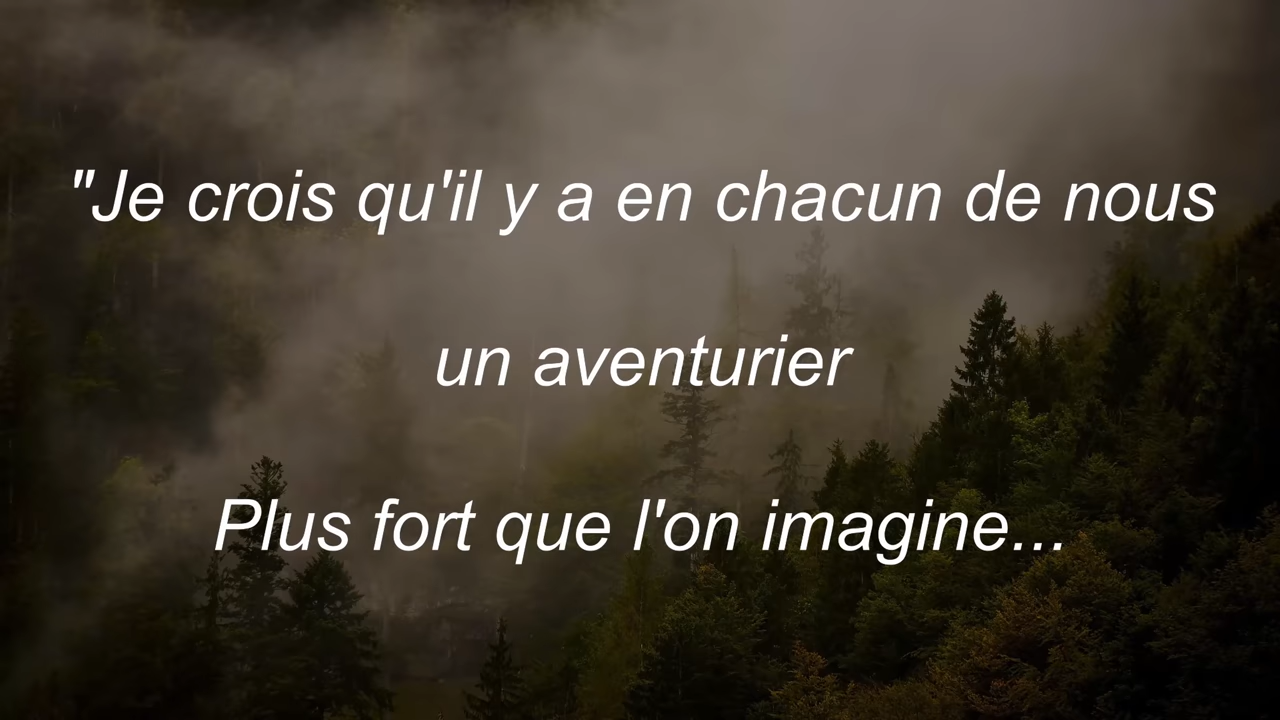 "Je crois qu'il y a en chacun de nous
un aventurier
Plus fort que l'on imagine...